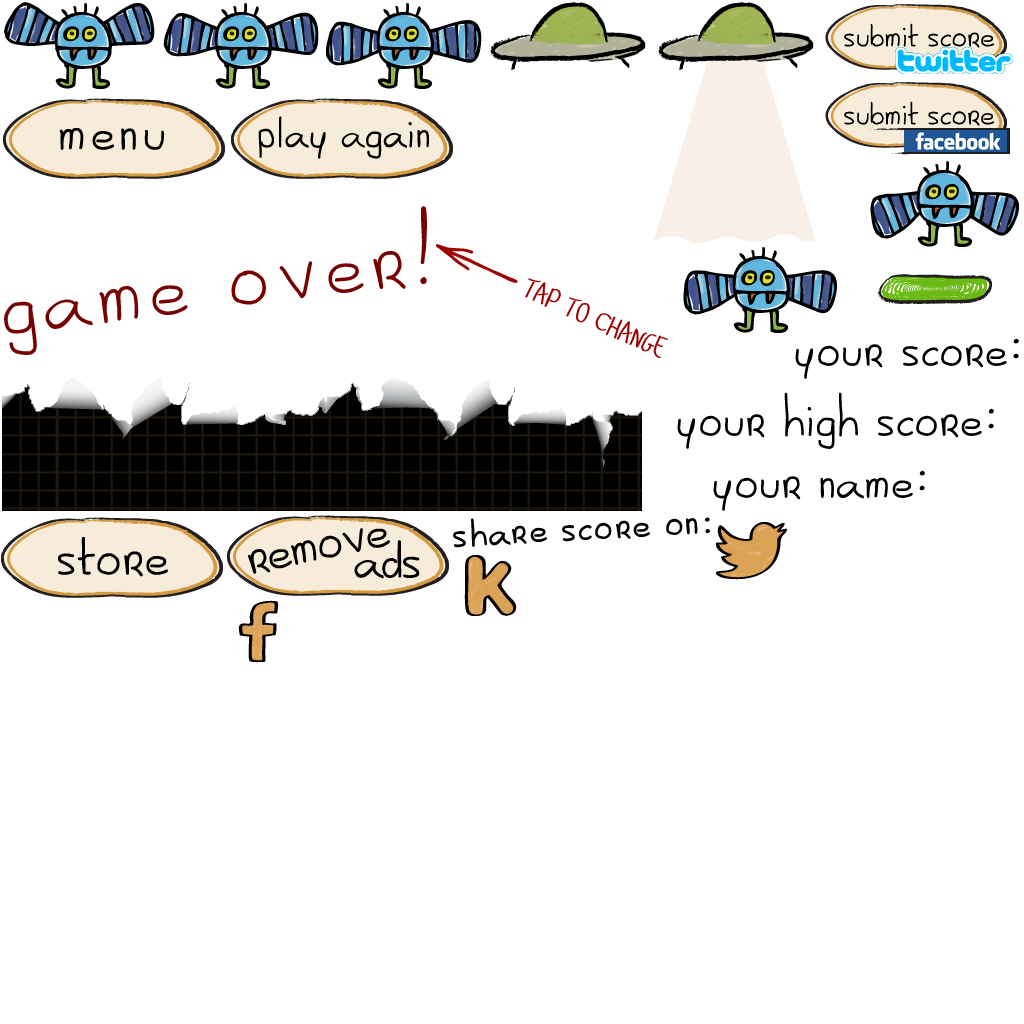 submit score
twitter
submit score
facebook
menu
play again
game over!
TAP TO CHANGE
your score:
your high score:
your name:
store
remove
ads
share score on:
k
f